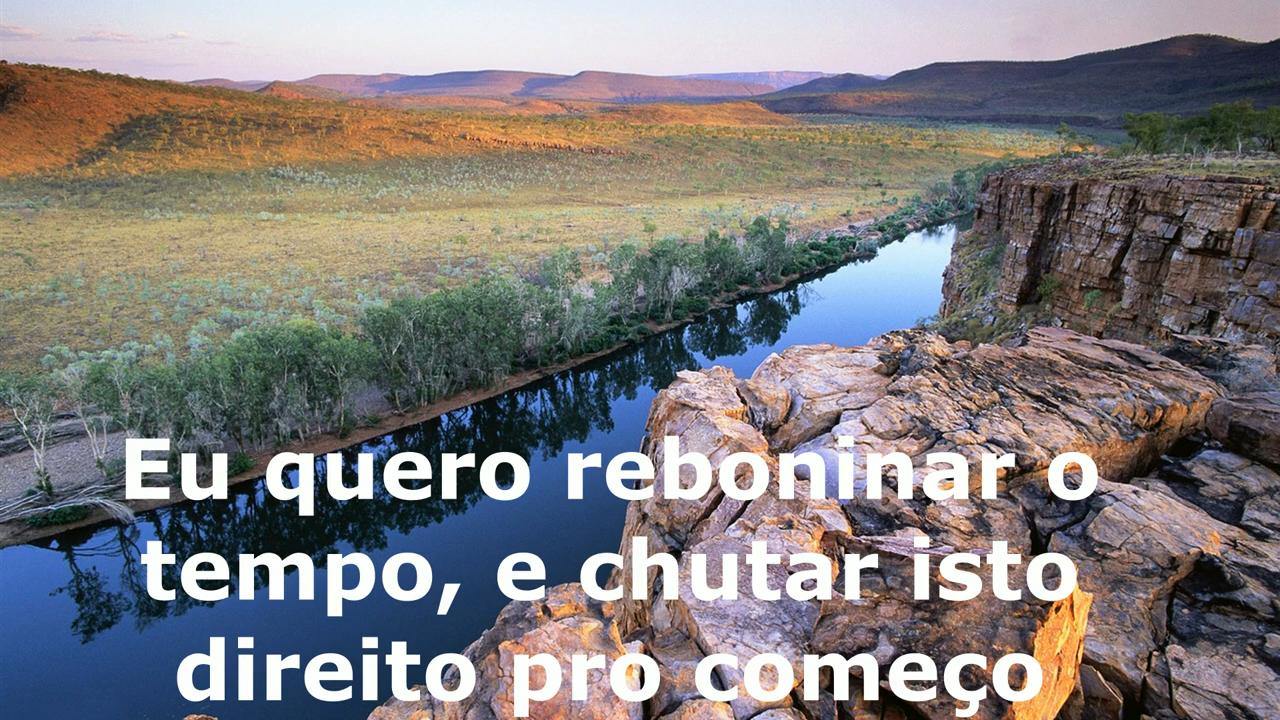 Eu quero reboninar o
tempo, e chutar isto
direito pro começo